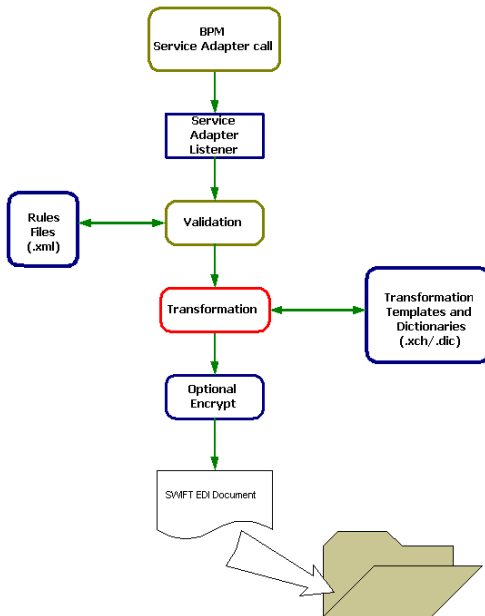 BPM
Service Adapter call
Service
Adapter
Listener
Rules
Files
(.xml)
Validation
Transformation
Transformation
Templates and
Dictionaries
(.xch/.dic)
Optional
Encrypt
SWIFT EDI Document